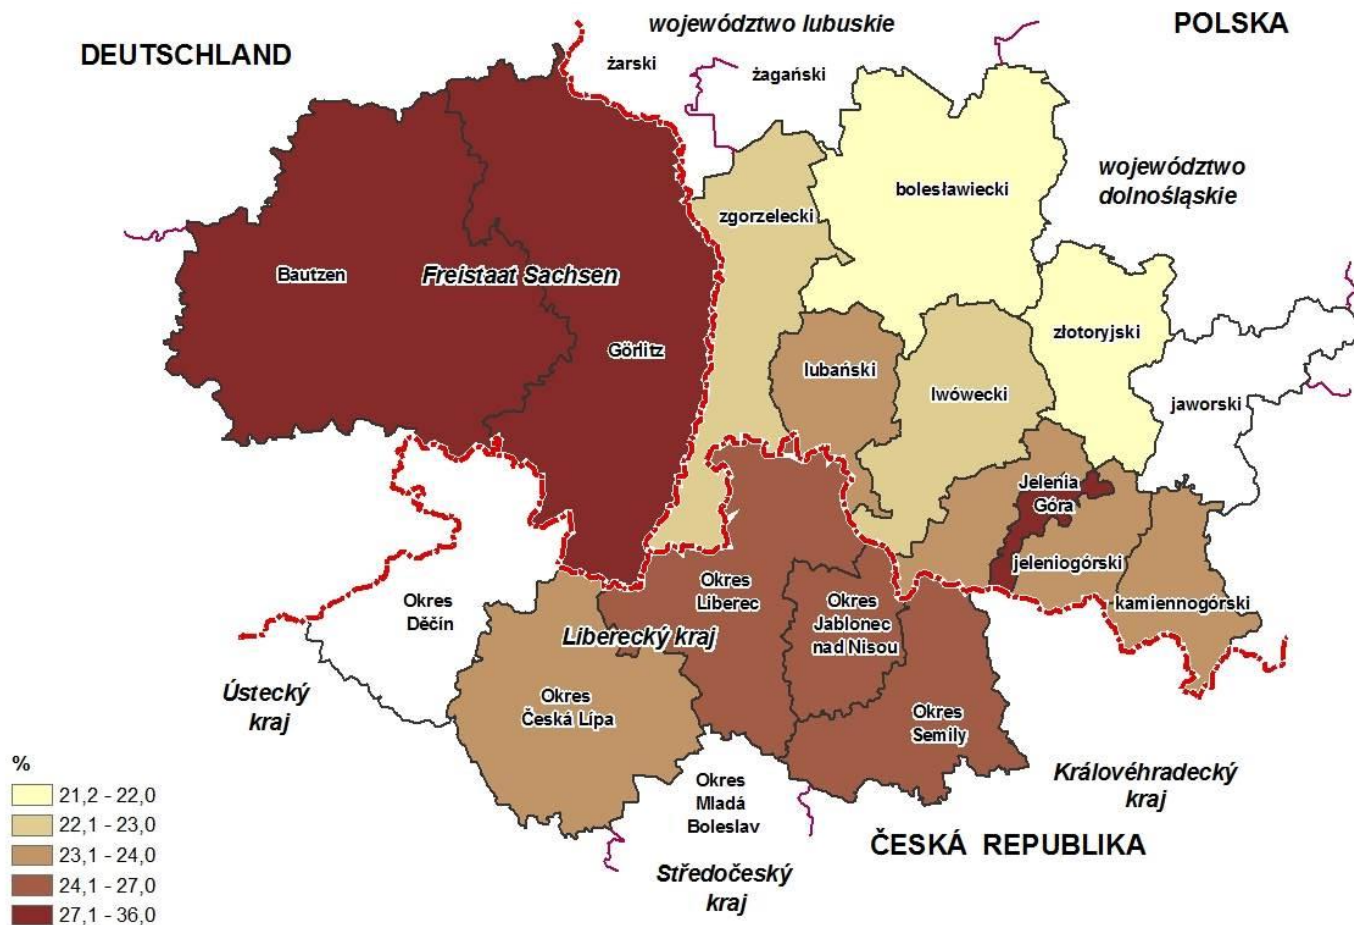 DEUTSCHLAND
województwo lubuskie
POLSKA
żarski
żagański
województwo
dolnośląskie
bolesławiecki
zgorzelecki
Bautzen
Freistaat Sachsen
Görlitz
złotoryjski
lubański
lwówecki
jaworski
Jelenia
Góra
jeleniogórski
kamiennogórski
Okres
Liberec
Okres
Jablonec
nad Nisou
Okres
Děčín
Liberecký kraj
Ústecký
kraj
Okres
Česká Lípa
Okres
Semily
Okres
Mladá
Boleslav
Královéhradecký
kraj
ČESKÁ REPUBLIKA
Středočeský
kraj
%
21,2 - 22,0
22,1 - 23,0
23,1 - 24,0
24,1 - 27,0
27,1 - 36,0